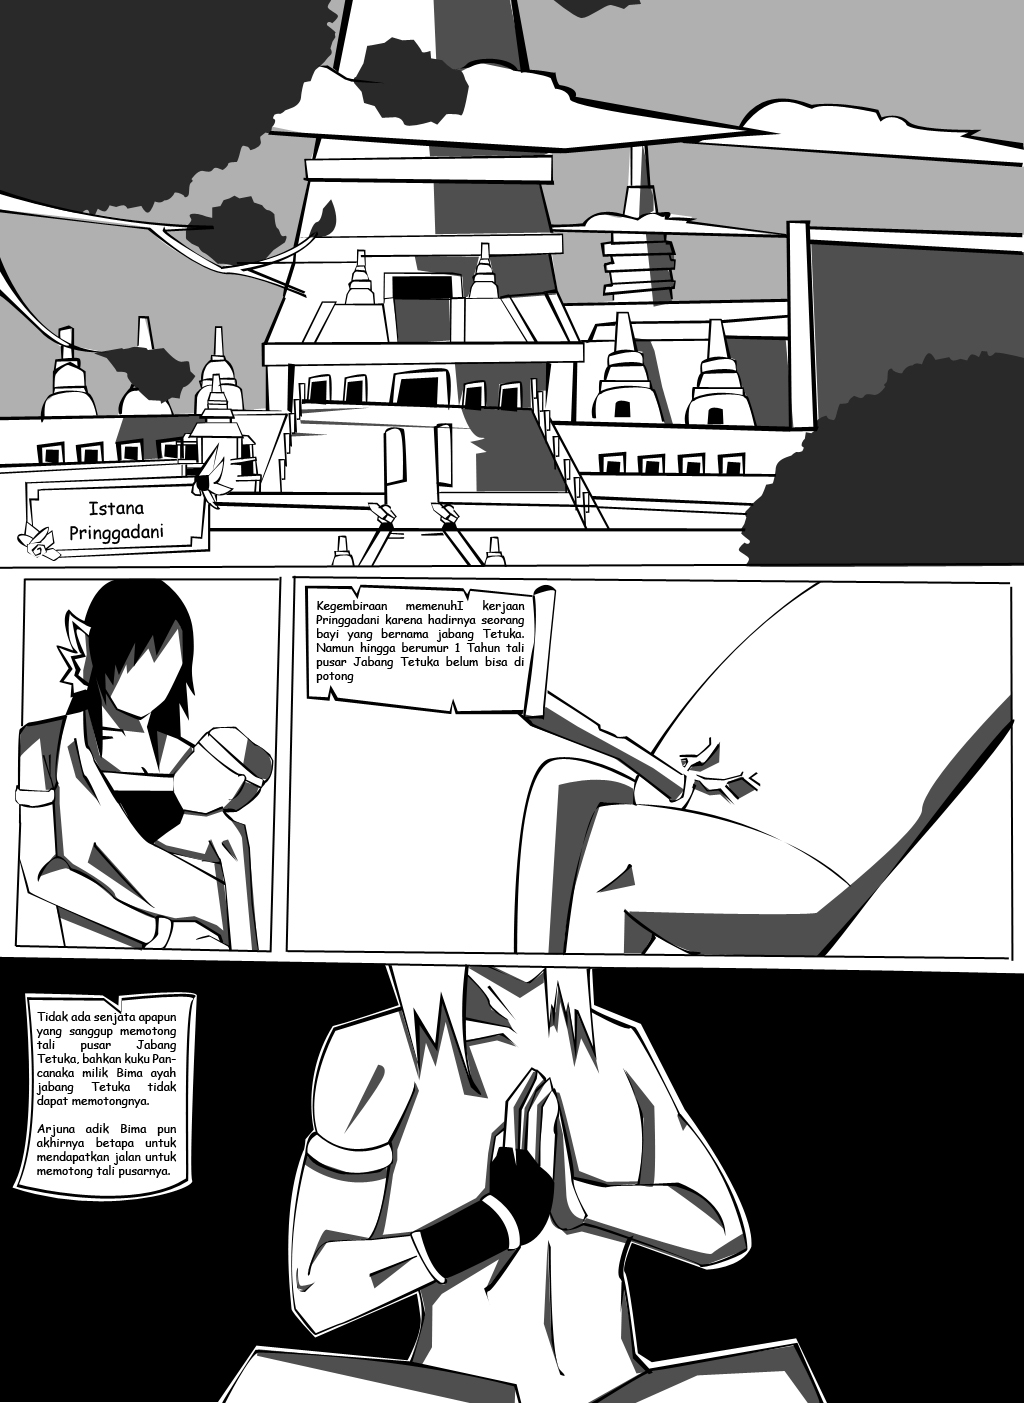 Istana
Pringgadani
Kegembiraan memenuhI kerjaan
Pringgadani karena hadirnya seorang
bayi yang bernama jabang Tetuka.
Namun hingga berumur 1 Tahun tali
pusar Jabang Tetuka belum bisa di
potong
Tidak ada senjata apapun
yang sanggup memotong
tali pusar Jabang
Tetuka, bahkan kuku Pan-
canaka milik Bima ayah
jabang Tetuka tidak
dapat memotongnya.
Arjuna adik Bima pun
akhirnya betapa untuk
mendapatkan jalan untuk
memotong tali pusarnya.